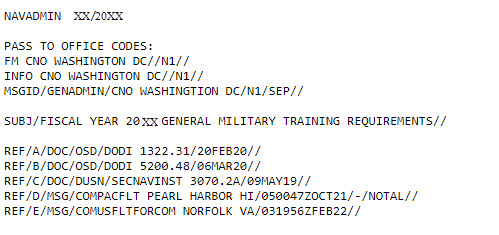 NAVADMIN XX/20XX
PASS TO OFFICE CODES:
FM CNO WASHINGTON DC//N1//
INFO CNO WASHINGTON DC//N1//
MSGID/GENADMIN/CNO WASHINGTION DC/N1/SEP//
SUBJ/FISCAL YEAR 20XX GENERAL MILITARY TRAINING REQUIREMENTS//
REF/A/DOC/OSD/DODI 1322.31/20FEB20//
REF/B/DOC/OSD/DODI 5200.48/06MAR20//
REF/C/DOC/DUSN/SECNAVINST 3070.2A/09MAY19//
REF/D/MSG/COMPACFLT PEARL HARBOR HI/050047ZOCT21/-/NOTAL//
REF/E/MSG/COMUSFLTFORCOM NORFOLK VA/031956ZFEB22//